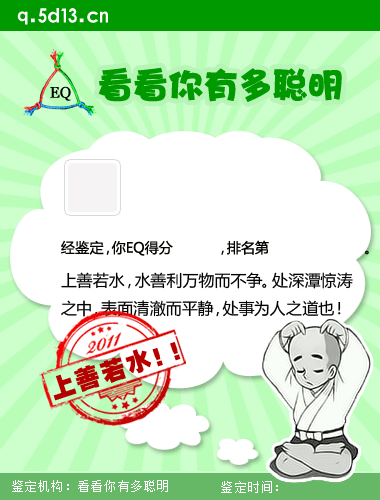 q.5d13.cn
EQ
看看你有多聪明
经鉴定,你EQ得分 ,排名第 。
上善若水,水善利万物而不争。处深潭惊涛
之中,表面清澈而平静,处事为人之道也!
2011
上善若水!!
鉴定机构:看看你有多聪明 鉴定时间: